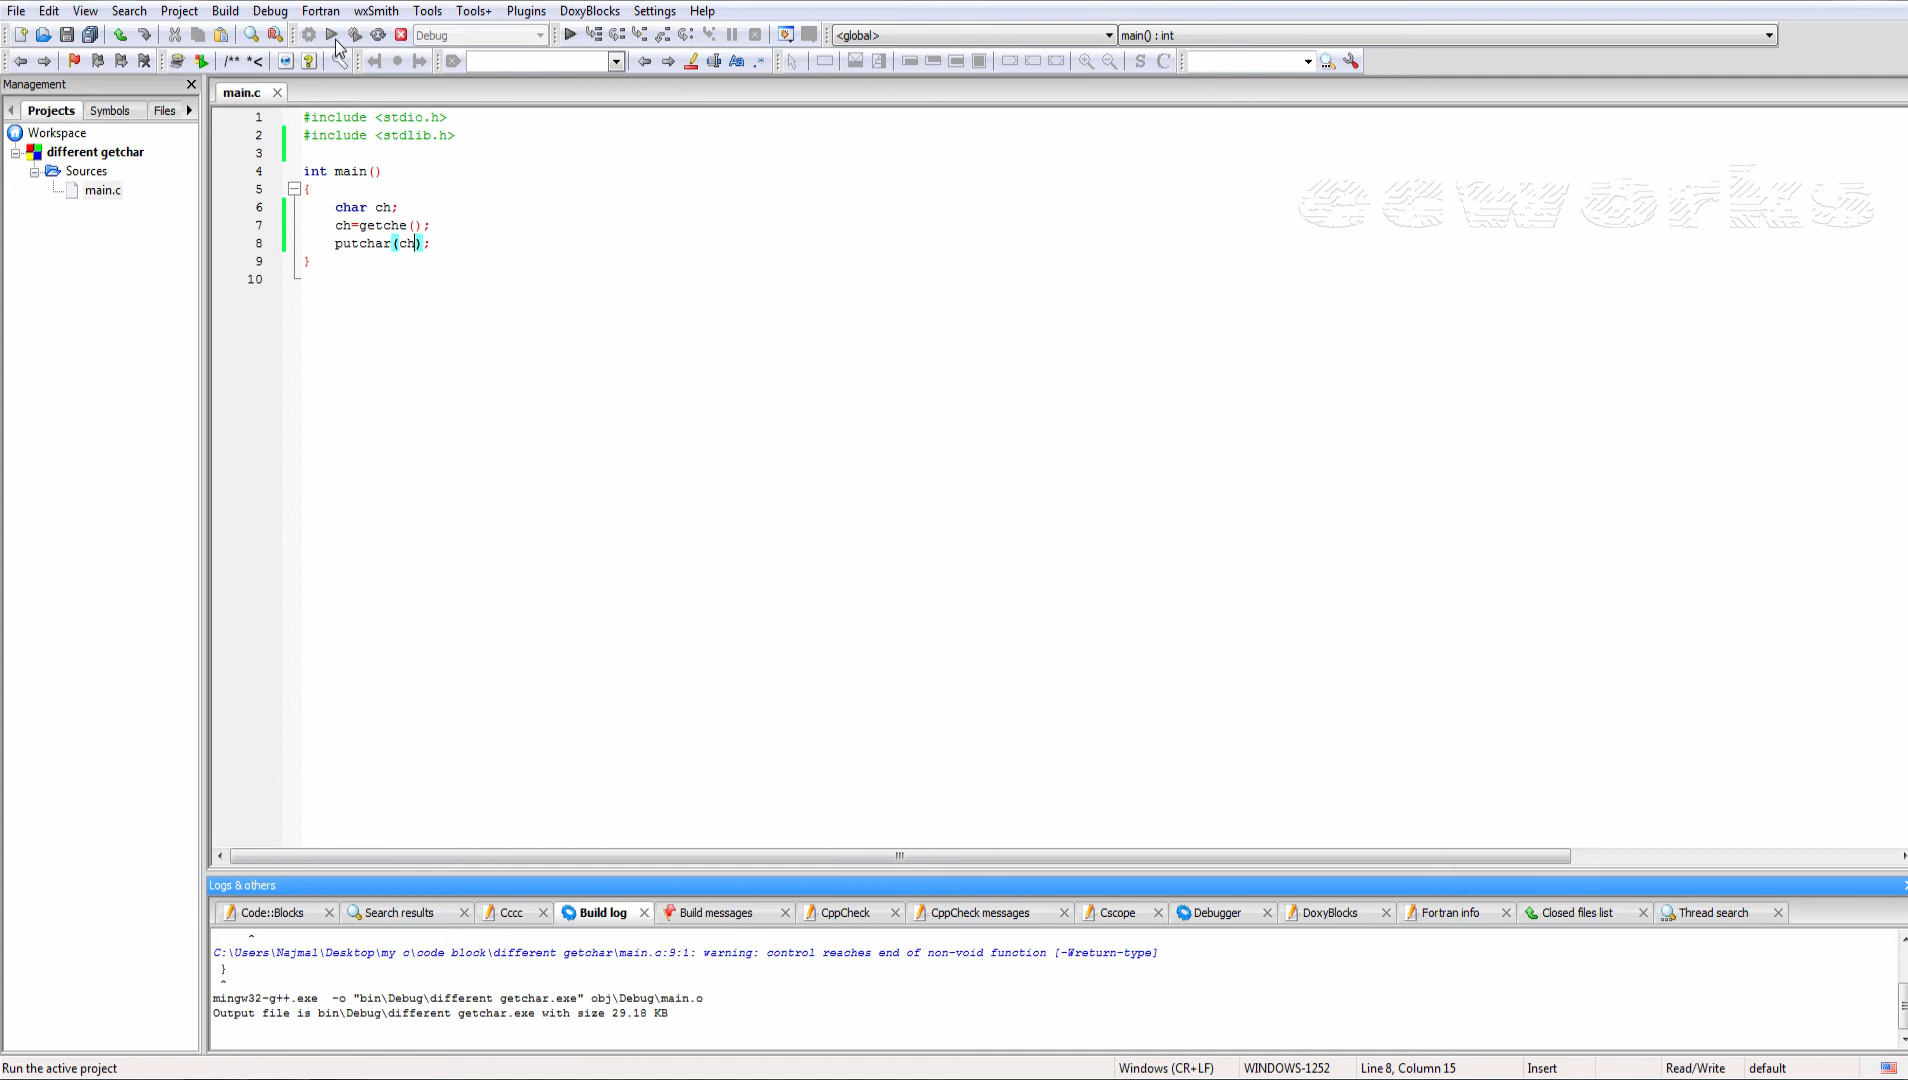 File Edit View Search Project Build Debug Fortran wxSmith Tools Tools+ Plugins DoxyBlocks Settings Help
Debug <global> main() : int
/** *< Aa .* S C
Management
main.c
Projects Symbols Files
Workspace
different getchar
Sources
main.c
1 #include <stdio.h>
2 #include <stdlib.h>
3
4 int main()
5 {
6 char ch;
7 ch=getche();
8 putchar(ch);
9 }
10
eeworks
Logs & others
Code::Blocks Search results Cccc Build log Build messages CppCheck CppCheck messages Cscope Debugger DoxyBlocks Fortran info Closed files list Thread search
^
C:\Users\Najmal\Desktop\my c\code block\different getchar\main.c:9:1: warning: control reaches end of non-void function [-Wreturn-type]
}
^
mingw32-g++.exe -o "bin\Debug\different getchar.exe" obj\Debug\main.o
Output file is bin\Debug\different getchar.exe with size 29.18 KB
Run the active project Windows (CR+LF) WINDOWS-1252 Line 8, Column 15 Insert Read/Write default